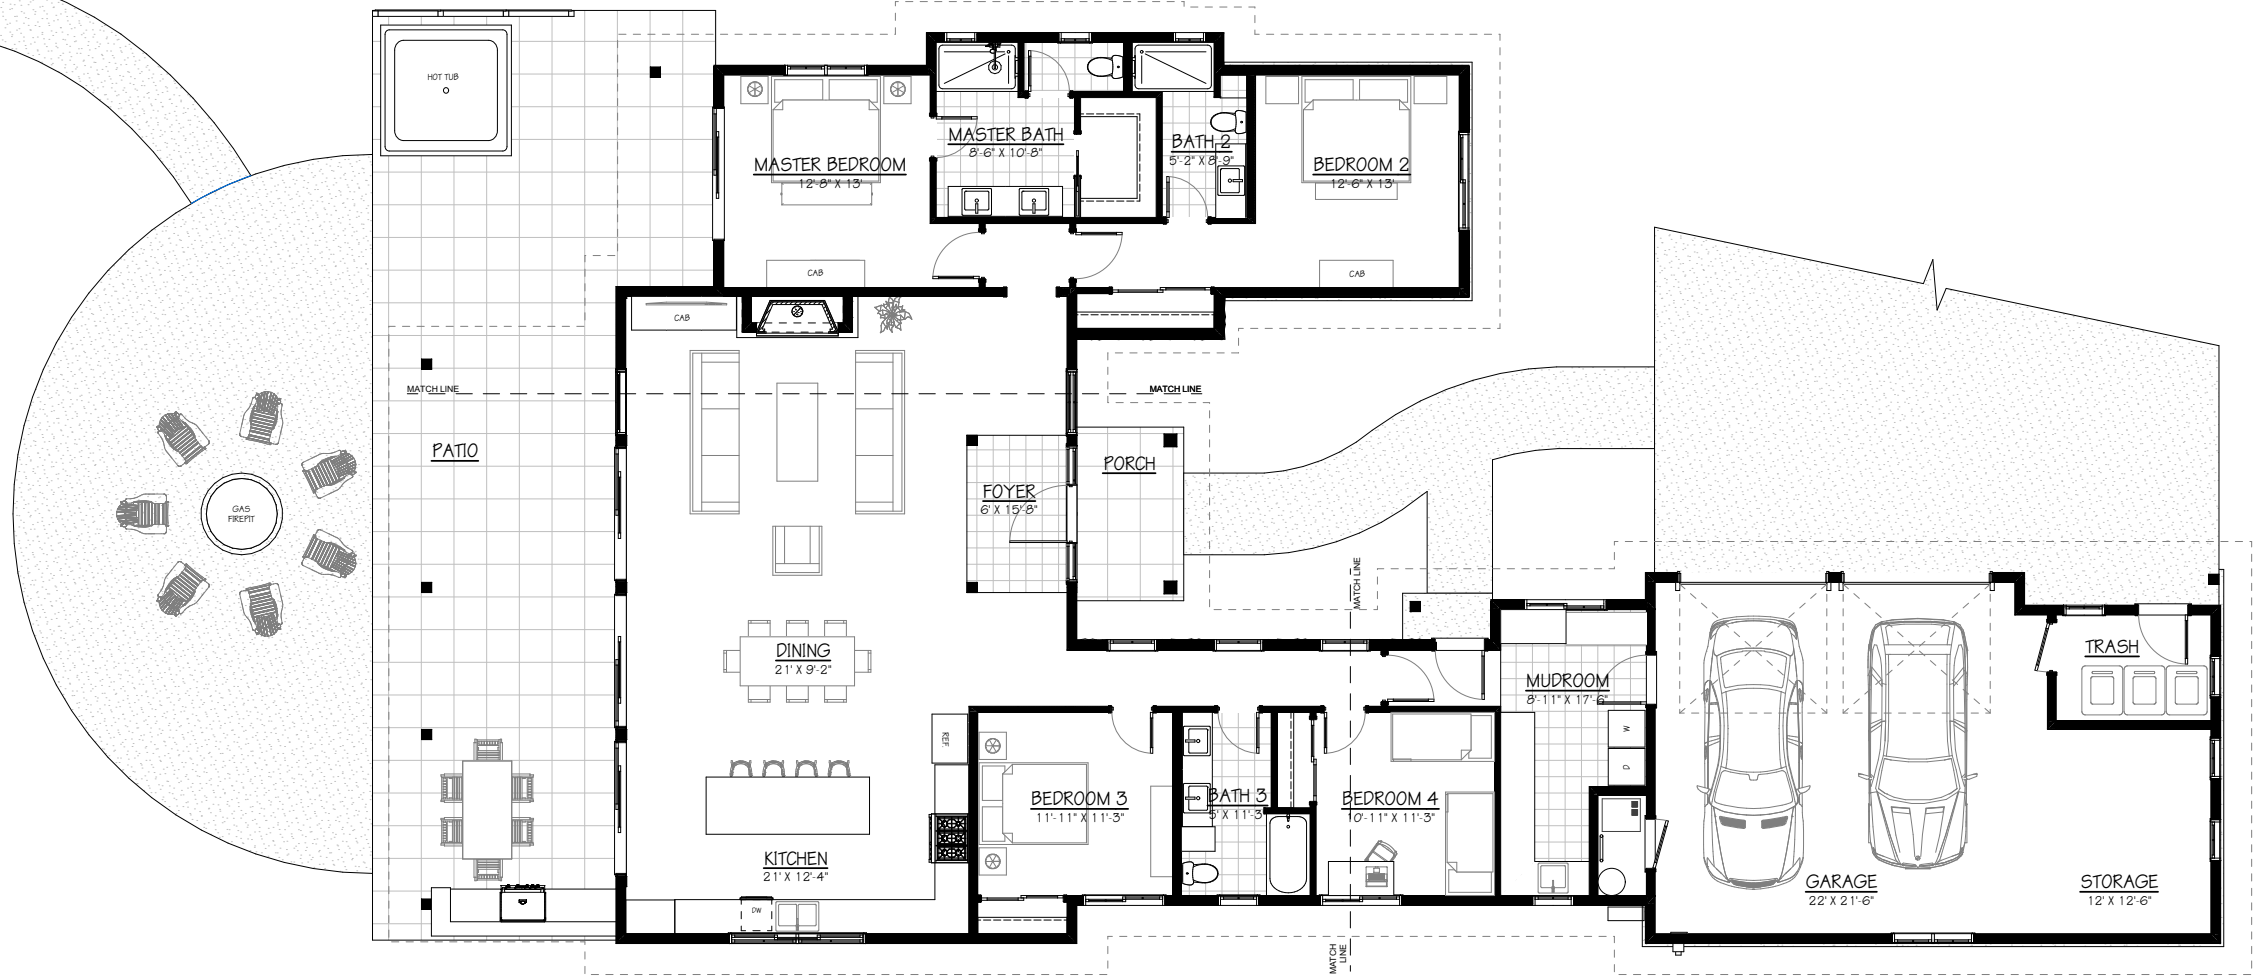 HOT TUB
MASTER BATH
8'-6" X 10'-8"
BATH 2
5'-2" X 8'-9"
MASTER BEDROOM
12'-8" X 13'
BEDROOM 2
12'-6" X 13'
CAB
CAB
CAB
MATCH LINE
MATCH LINE
PATIO
PORCH
FOYER
6' X 15'-8"
GAS
FIREPIT
MATCH LINE
DINING
21' X 9'-2"
TRASH
MUDROOM
8'-11" X 17'-6"
REF.
W
D
BEDROOM 3
11'-11" X 11'-3"
BATH 3
5' X 11'-3"
BEDROOM 4
10'-11" X 11'-3"
KITCHEN
21' X 12'-4"
GARAGE
22' X 21'-6"
STORAGE
12' X 12'-6"
DW
MATCH
LINE